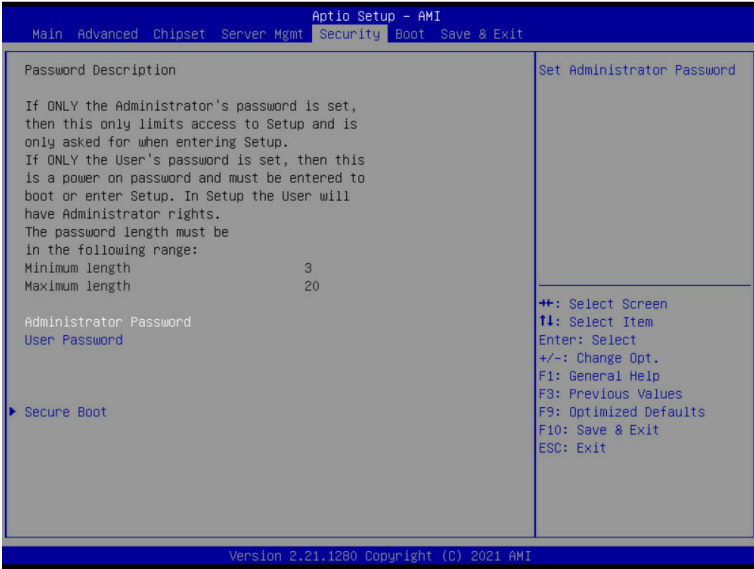 Aptio Setup - AMI
Main Advanced Chipset Server Mgmt Security Boot Save & Exit
Password Description
If ONLY the Administrator's password is set,
then this only limits access to Setup and is
only asked for when entering Setup.
If ONLY the User's password is set, then this
is a power on password and must be entered to
boot or enter Setup. In Setup the User will
have Administrator rights.
The password length must be
in the following range:
Minimum length 3
Maximum length 20
Administrator Password
User Password
Secure Boot
Set Administrator Password
→←: Select Screen
↑↓: Select Item
Enter: Select
+/-: Change Opt.
F1: General Help
F3: Previous Values
F9: Optimized Defaults
F10: Save & Exit
ESC: Exit
Version 2.21.1280 Copyright (C) 2021 AMI